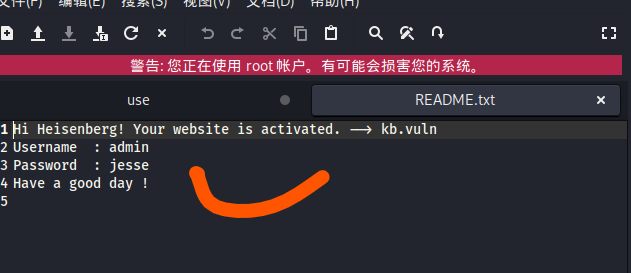 文件(F) 编辑(E) 搜索(S) 视图(V) 文档(D) 帮助(H)
警告: 您正在使用 root 帐户。有可能会损害您的系统。
use
README.txt
1 Hi Heisenberg! Your website is activated. —> kb.vuln
2 Username  : admin
3 Password  : jesse
4 Have a good day !
5